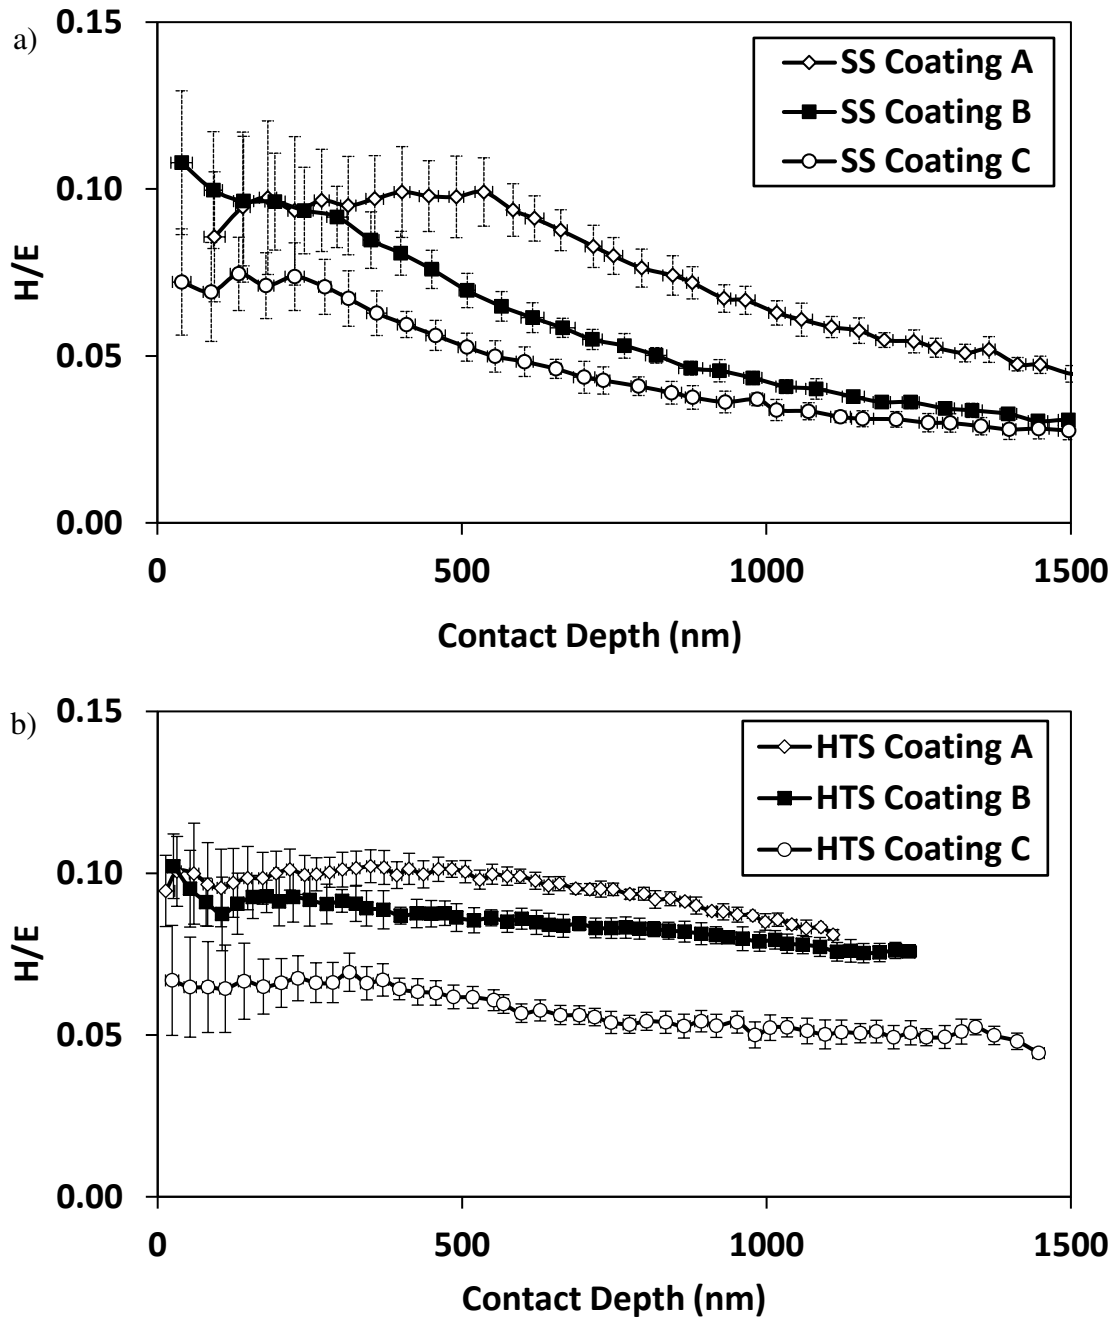 a)
0.15
SS Coating A
SS Coating B
SS Coating C
0.10
H/E
0.05
0.00
0 500 1000 1500
Contact Depth (nm)
b)
0.15
HTS Coating A
HTS Coating B
HTS Coating C
0.10
H/E
0.05
0.00
0 500 1000 1500
Contact Depth (nm)